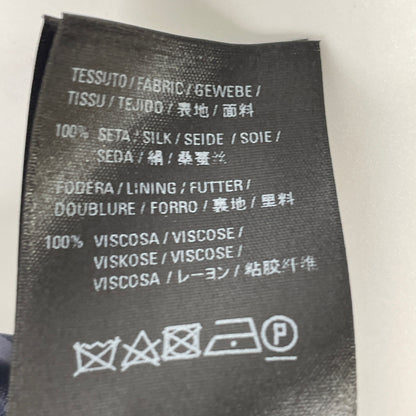 TESSUTO / FABRIC / GEWEBE /
TISSU / TEJIDO / 表地 / 面料
100% SETA / SILK / SEIDE / SOIE /
SEDA / 絹 / 桑蚕丝
FODERA / LINING / FUTTER /
DOUBLURE / FORRO / 裏地 / 里料
100% VISCOSA / VISCOSE /
VISKOSE / VISCOSE /
VISCOSA / レーヨン / 粘胶纤维
P